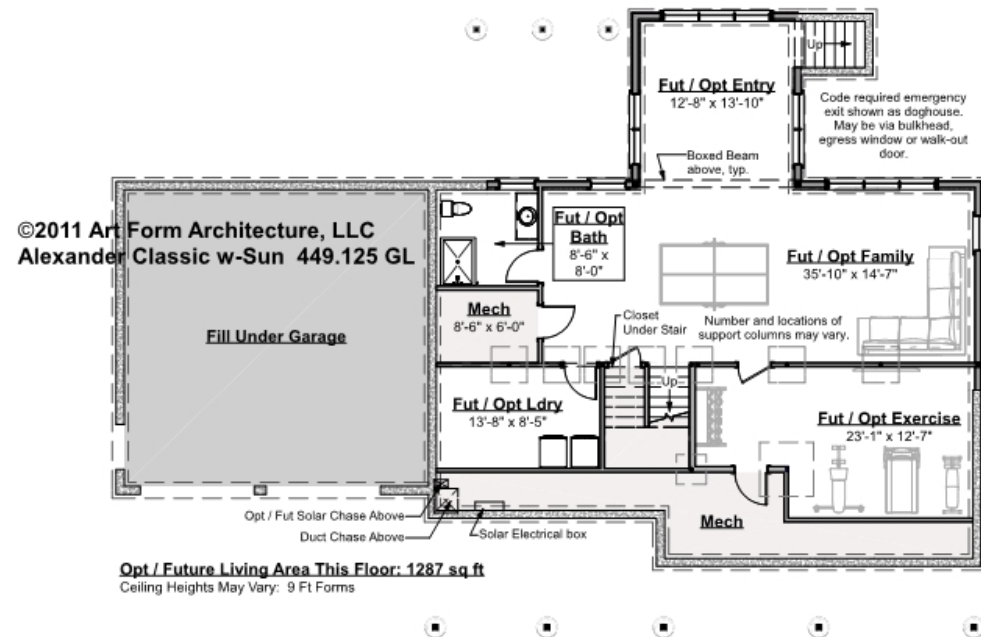 Up
Fut / Opt Entry
12'-8" x 13'-10"
Code required emergency
exit shown as doghouse.
May be via bulkhead,
egress window or walk-out
door.
Boxed Beam
above, typ.
©2011 Art Form Architecture, LLC
Alexander Classic w-Sun 449.125 GL
Fut / Opt
Bath
8'-6" x
8'-0"
Fut / Opt Family
35'-10" x 14'-7"
Mech
8'-6" x 6'-0"
Closet
Under Stair
Number and locations of
support columns may vary.
Fill Under Garage
Up
Fut / Opt Ldry
13'-8" x 8'-5"
Fut / Opt Exercise
23'-1" x 12'-7"
Opt / Fut Solar Chase Above
Duct Chase Above
Solar Electrical box
Mech
Opt / Future Living Area This Floor: 1287 sq ft
Ceiling Heights May Vary: 9 Ft Forms